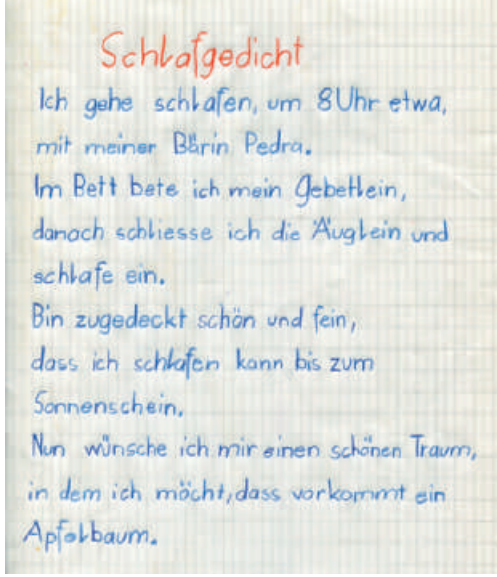 Schlafgedicht
Ich gehe schlafen, um 8 Uhr etwa,
mit meiner Bärin Pedra.
Im Bett bete ich mein Gebetlein,
danach schliesse ich die Äuglein und
schlafe ein.
Bin zugedeckt schön und fein,
dass ich schlafen kann bis zum
Sonnenschein.
Nun wünsche ich mir einen schönen Traum,
in dem ich möcht, dass vorkommt ein
Apfelbaum.